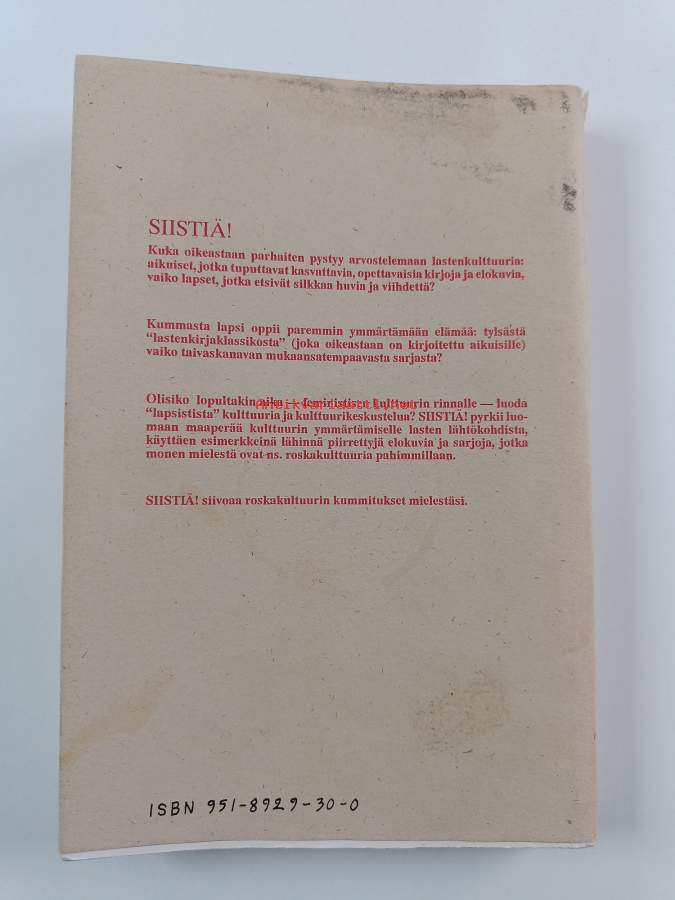 SIISTIÄ!
Kuka oikeastaan parhaiten pystyy arvostelemaan lastenkulttuuria:
aikuiset, jotka tuputtavat kasvattavia, opettavaisia kirjoja ja elokuvia,
vaiko lapset, jotka etsivät silkkaa huvia ja viihdettä?
Kummasta lapsi oppii paremmin ymmärtämään elämää: tylsästä
“lastenkirjaklassikosta” (joka oikeastaan on kirjoitettu aikuisille)
vaiko taivaskanavan mukaansatempaavasta sarjasta?
Olisiko lopultakin aika — feministisen kulttuurin rinnalle — luoda
“lapsistista” kulttuuria ja kulttuurikeskustelua? SIISTIÄ! pyrkii luo-
maan maaperää kulttuurin ymmärtämiselle lasten lähtökohdista,
käyttäen esimerkkeinä lähinnä piirrettyjä elokuvia ja sarjoja, jotka
monen mielestä ovat ns. roskakulttuuria pahimmillaan.
SIISTIÄ! siivoaa roskakultuurin kummitukset mielestäsi.
ISBN 951-8929-30-0